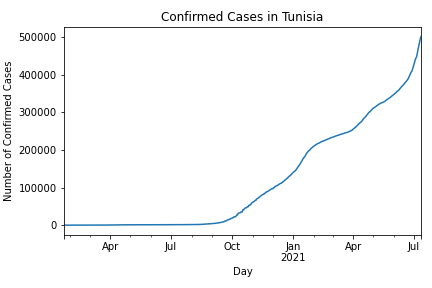 Confirmed Cases in Tunisia
Number of Confirmed Cases
500000
400000
300000
200000
100000
0
Apr Jul Oct Jan Apr Jul
2021
Day